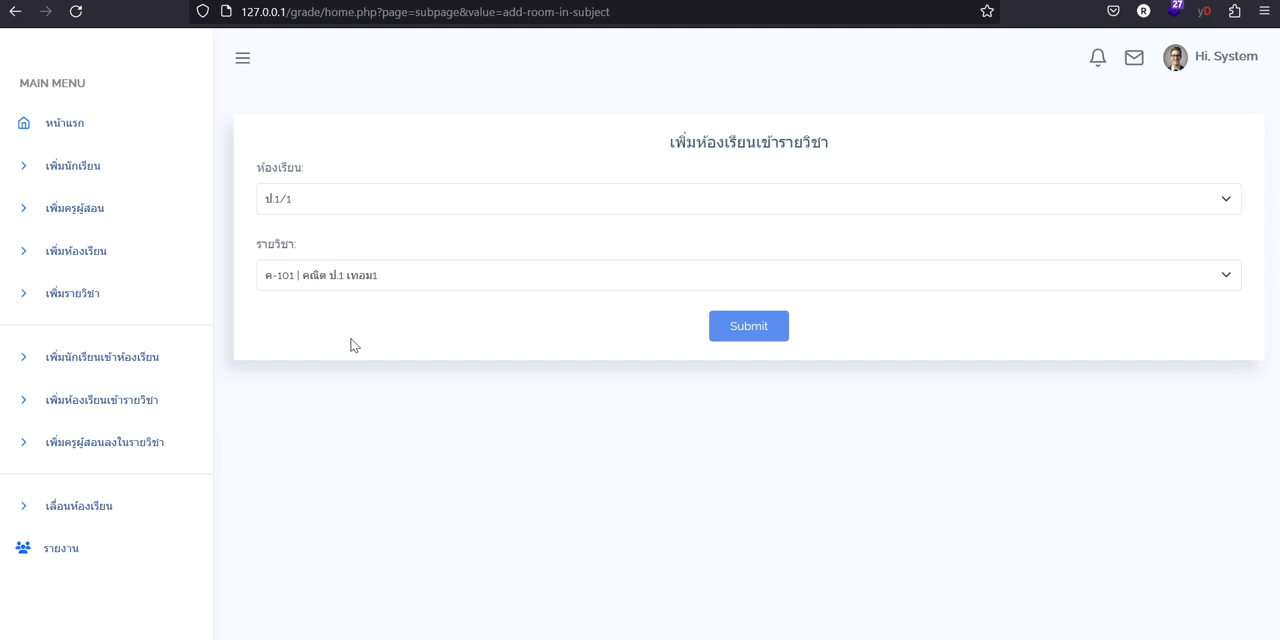 127.0.0.1/grade/home.php?page=subpage&value=add-room-in-subject
R
27
yD
MAIN MENU
Hi, System
หน้าแรก
เพิ่มนักเรียน
เพิ่มครูผู้สอน
เพิ่มห้องเรียน
เพิ่มรายวิชา
เพิ่มนักเรียนเข้าห้องเรียน
เพิ่มห้องเรียนเข้ารายวิชา
เพิ่มครูผู้สอนลงในรายวิชา
เลื่อนห้องเรียน
รายงาน
เพิ่มห้องเรียนเข้ารายวิชา
ห้องเรียน:
ป.1/1
รายวิชา:
ค-101 | คณิต ป.1 เทอม1
Submit